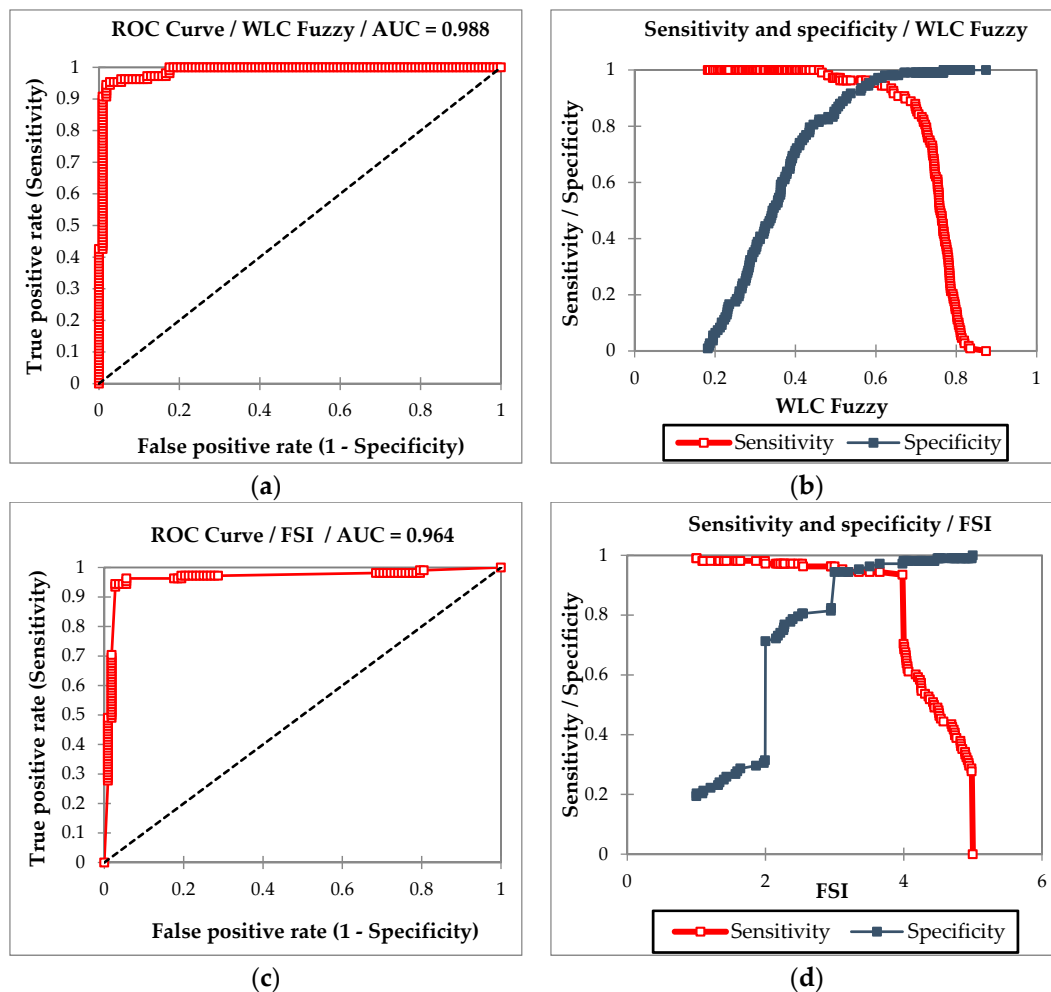 ROC Curve / WLC Fuzzy / AUC = 0.988
True positive rate (Sensitivity)
1
0.9
0.8
0.7
0.6
0.5
0.4
0.3
0.2
0.1
0
0 0.2 0.4 0.6 0.8 1
False positive rate (1 - Specificity)
(a)
Sensitivity and specificity / WLC Fuzzy
Sensitivity / Specificity
1
0.8
0.6
0.4
0.2
0
0 0.2 0.4 0.6 0.8 1
WLC Fuzzy
Sensitivity Specificity
(b)
ROC Curve / FSI / AUC = 0.964
True positive rate (Sensitivity)
1
0.9
0.8
0.7
0.6
0.5
0.4
0.3
0.2
0.1
0
0 0.2 0.4 0.6 0.8 1
False positive rate (1 - Specificity)
(c)
Sensitivity and specificity / FSI
Sensitivity / Specificity
1
0.8
0.6
0.4
0.2
0
0 2 4 6
FSI
Sensitivity Specificity
(d)